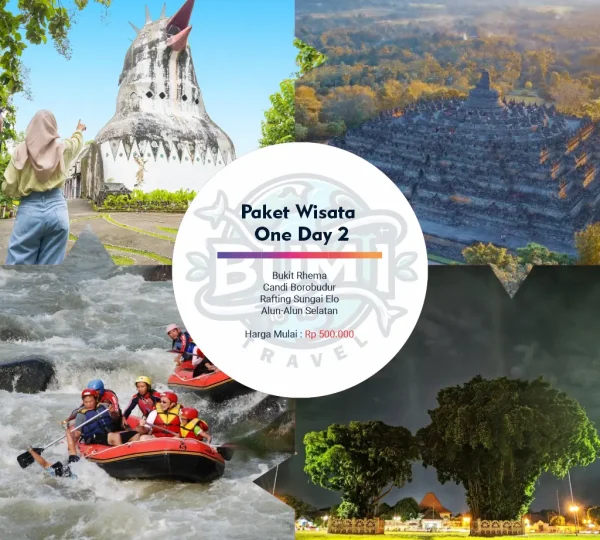 Paket Wisata
One Day 2
BUMI
Bukit Rhema
Candi Borobudur
Rafting Sungai Elo
Alun-Alun Selatan
Harga Mulai : Rp 500.000
TRAVEL